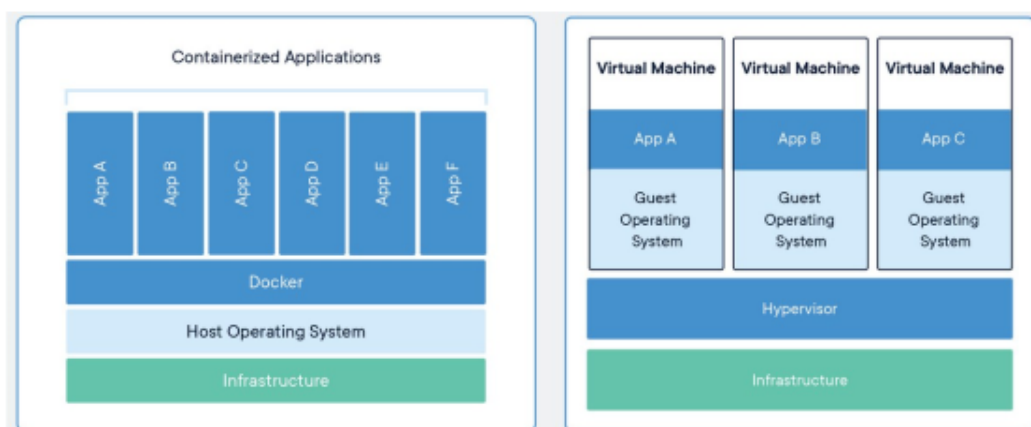 Containerized Applications
App A
App B
App C
App D
App E
App F
Docker
Host Operating System
Infrastructure
Virtual Machine
App A
Guest
Operating
System
Virtual Machine
App B
Guest
Operating
System
Virtual Machine
App C
Guest
Operating
System
Hypervisor
Infrastructure